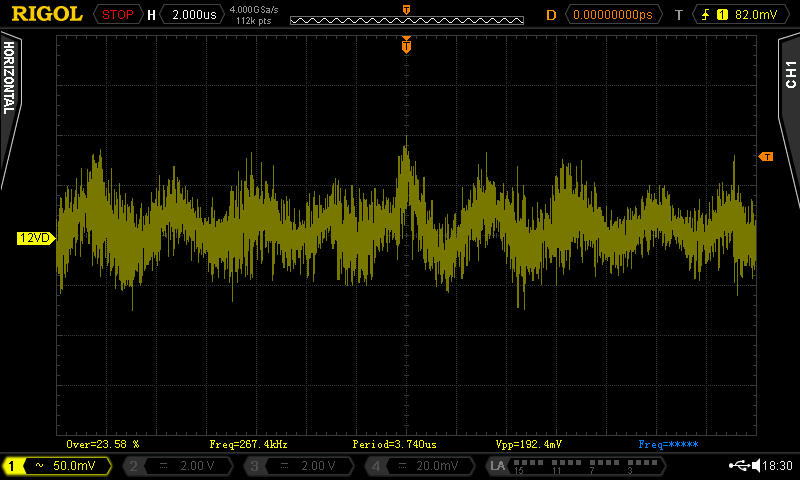 RIGOL STOP H 2.000us 4.000GSa/s 112k pts T D 0.00000000ps T 1 82.0mV
T
HORIZONTAL
CH1
T
12VD
Over=23.58 % Freq=267.4kHz Period=3.740us Vpp=192.4mV Freq=*****
1 ~ 50.0mV 2 = 2.00 V 3 = 2.00 V 4 = 20.0mV LA 15 11 7 3 18:30